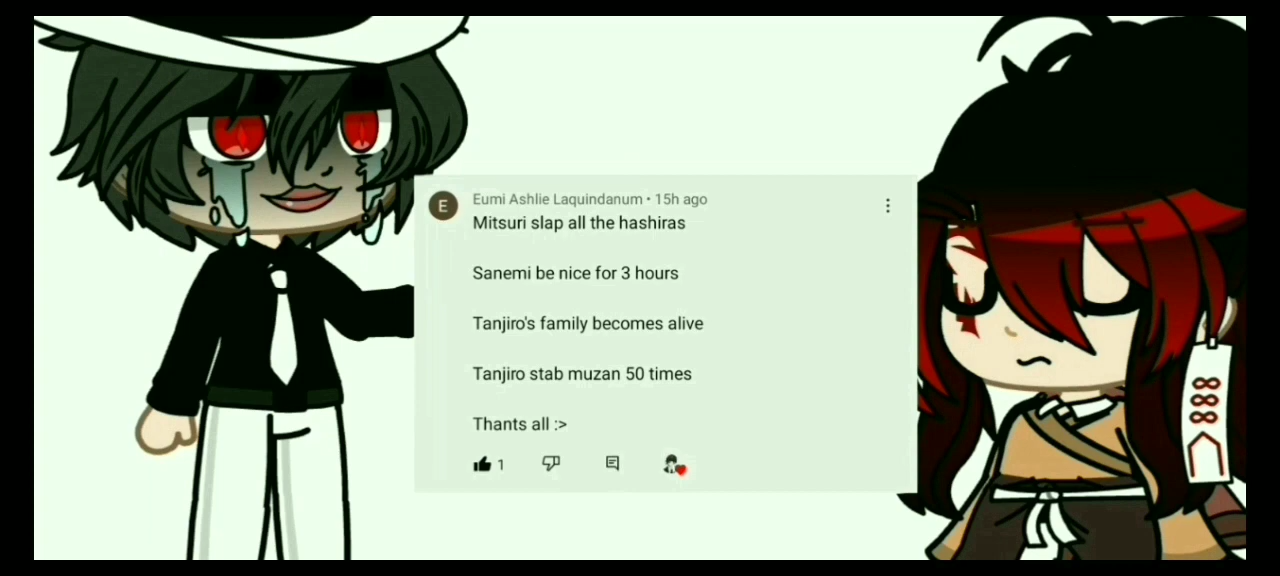 E
Eumi Ashlie Laquindanum • 15h ago
Mitsuri slap all the hashiras
Sanemi be nice for 3 hours
Tanjiro's family becomes alive
Tanjiro stab muzan 50 times
Thants all :>
1